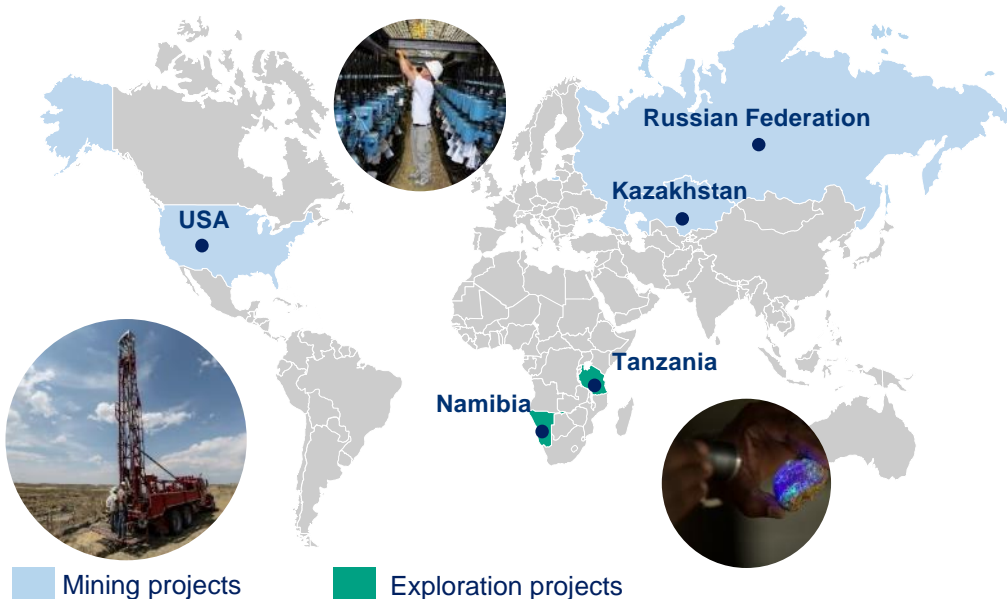 Russian Federation
Kazakhstan
USA
Tanzania
Namibia
Mining projects
Exploration projects